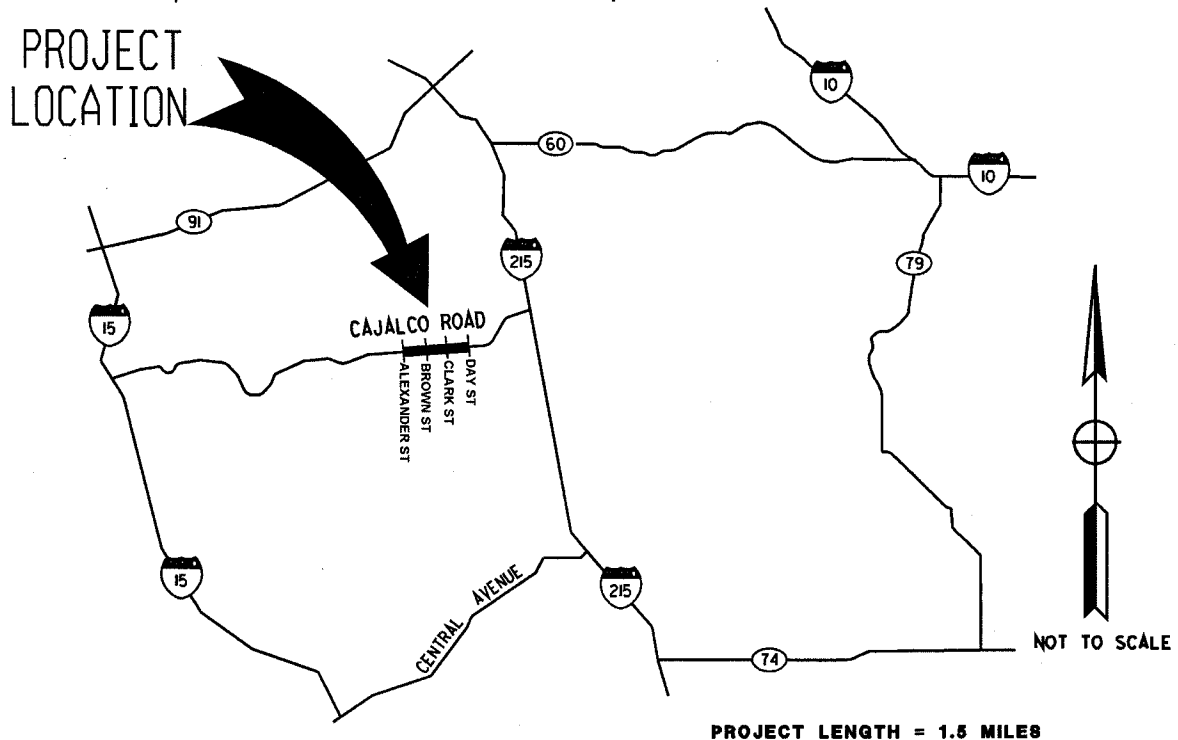 PROJECT
LOCATION
10
60
10
91
215
79
15
CAJALCO ROAD
ALEXANDER ST
BROWN ST
CLARK ST
DAY ST
15
CENTRAL AVENUE
215
74
NOT TO SCALE
PROJECT LENGTH = 1.5 MILES